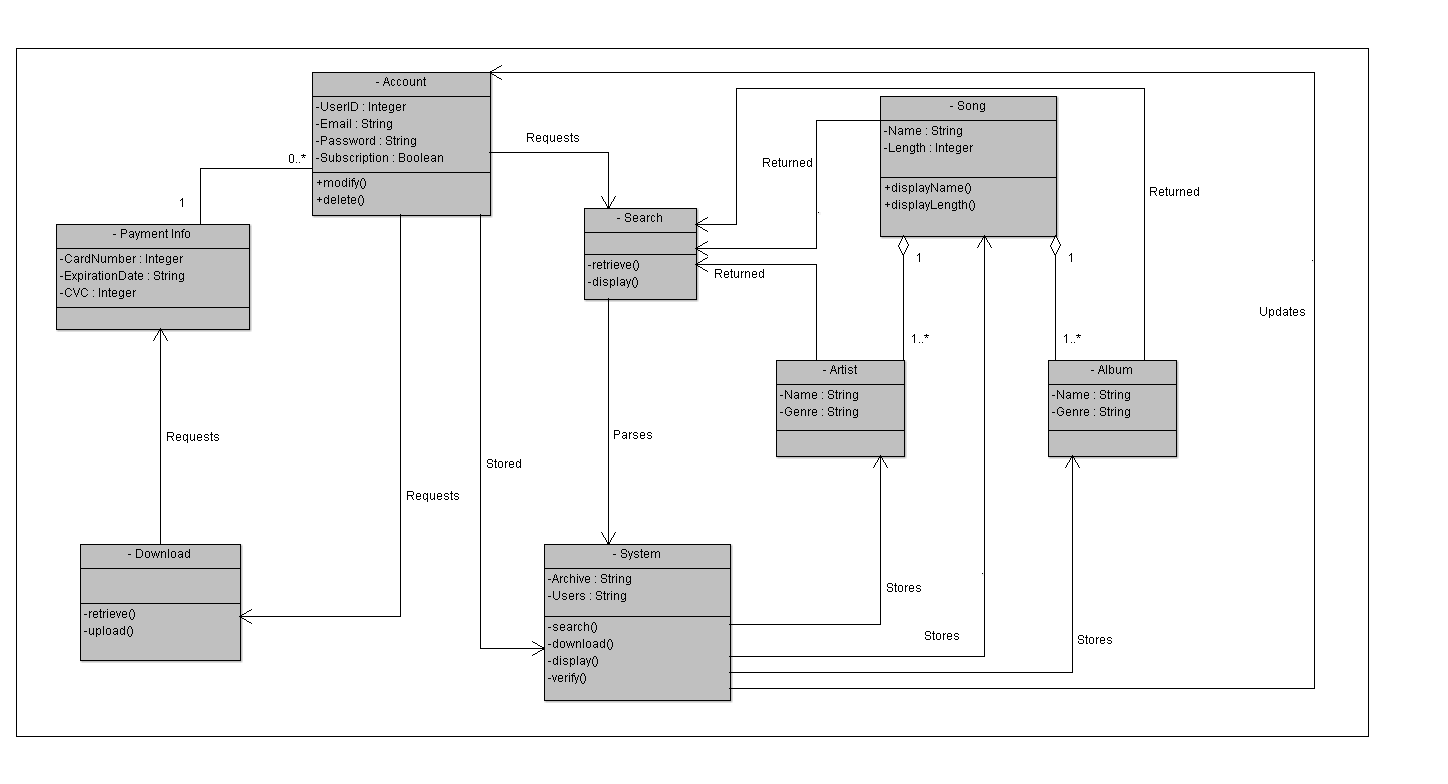 - Account
-UserID : Integer
-Email : String
-Password : String
-Subscription : Boolean
+modify()
+delete()
Requests
0..*
1
- Payment Info
-CardNumber : Integer
-ExpirationDate : String
-CVC : Integer
- Search
-retrieve()
-display()
Returned
Returned
- Song
-Name : String
-Length : Integer
+displayName()
+displayLength()
Returned
1
1
1..*
1..*
Updates
- Artist
-Name : String
-Genre : String
- Album
-Name : String
-Genre : String
Requests
Parses
Stored
Requests
- Download
-retrieve()
-upload()
- System
-Archive : String
-Users : String
-search()
-download()
-display()
-verify()
Stores
Stores
Stores